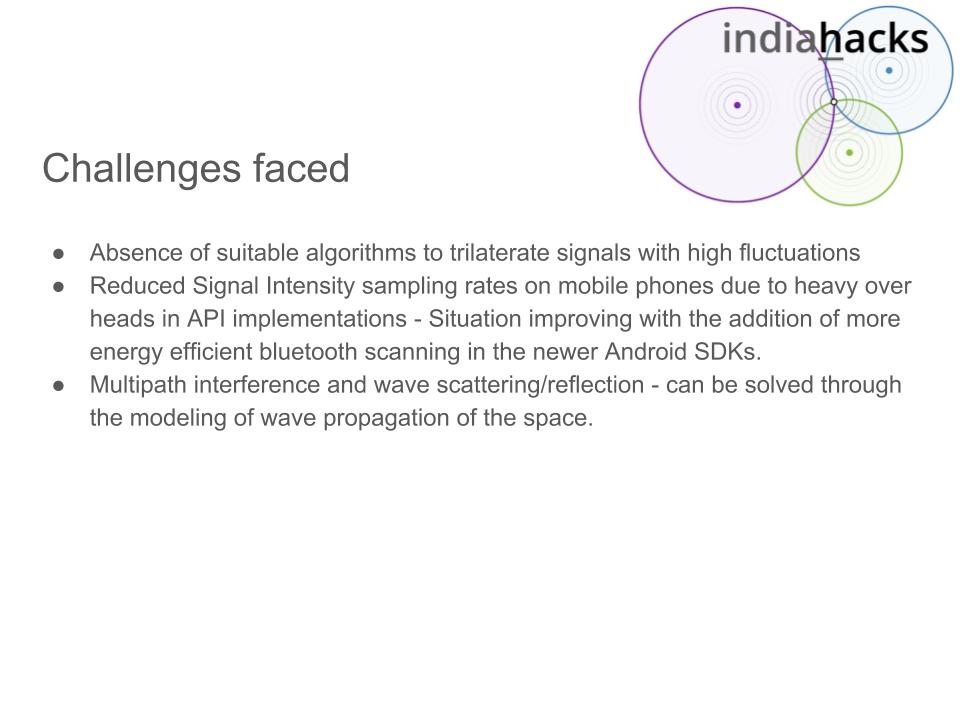 indiahacks
Challenges faced
● Absence of suitable algorithms to trilaterate signals with high fluctuations
● Reduced Signal Intensity sampling rates on mobile phones due to heavy over
heads in API implementations - Situation improving with the addition of more
energy efficient bluetooth scanning in the newer Android SDKs.
● Multipath interference and wave scattering/reflection - can be solved through
the modeling of wave propagation of the space.